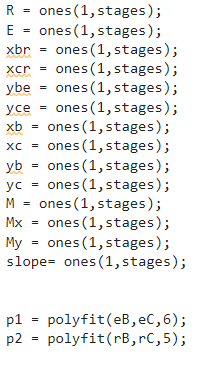 R = ones(1,stages);
E = ones(1,stages);
xbr = ones(1,stages);
xcr = ones(1,stages);
ybe = ones(1,stages);
yce = ones(1,stages);
xb = ones(1,stages);
xc = ones(1,stages);
yb = ones(1,stages);
yc = ones(1,stages);
M = ones(1,stages);
Mx = ones(1,stages);
My = ones(1,stages);
slope= ones(1,stages);
p1 = polyfit(eB,eC,6);
p2 = polyfit(rB,rC,5);